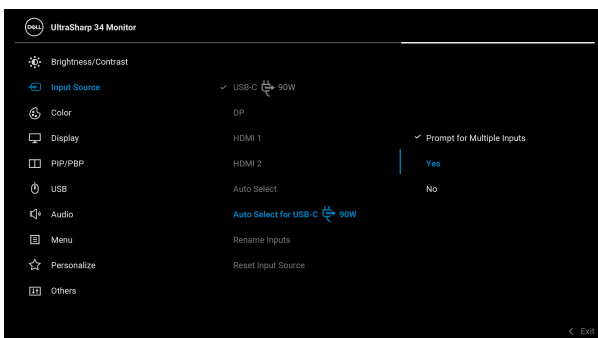 DELL UltraSharp 34 Monitor
Brightness/Contrast
Input Source
Color
Display
PIP/PBP
USB
Audio
Menu
Personalize
Others
USB-C 90W
DP
HDMI 1
HDMI 2
Auto Select
Auto Select for USB-C 90W
Rename Inputs
Reset Input Source
Prompt for Multiple Inputs
Yes
No
Exit